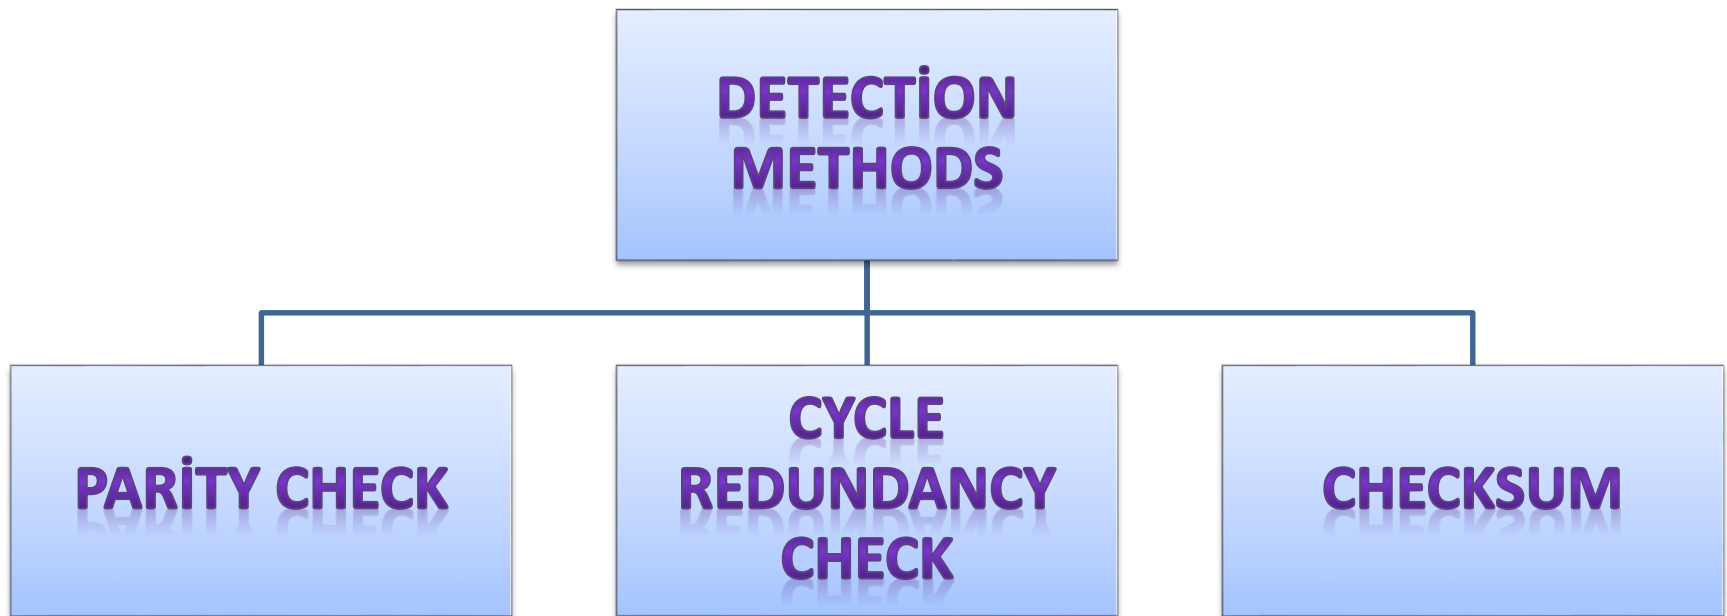 DETECTİON
METHODS
PARİTY CHECK
CYCLE
REDUNDANCY
CHECK
CHECKSUM